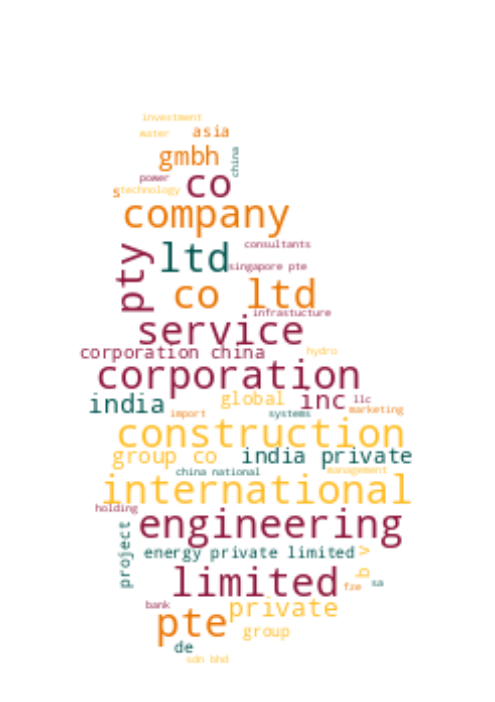 investment
water asia
gmbh china
power co
s technology
company
pty ltd consultants
singapore pte
co ltd
infrastucture
service
corporation china hydro
corporation
india global inc llc
import systems marketing
construction
group co india private
china national management
international
holding
engineering
project energy private limited b v
limited fze sa
bank private
pte group
de
sdn bhd